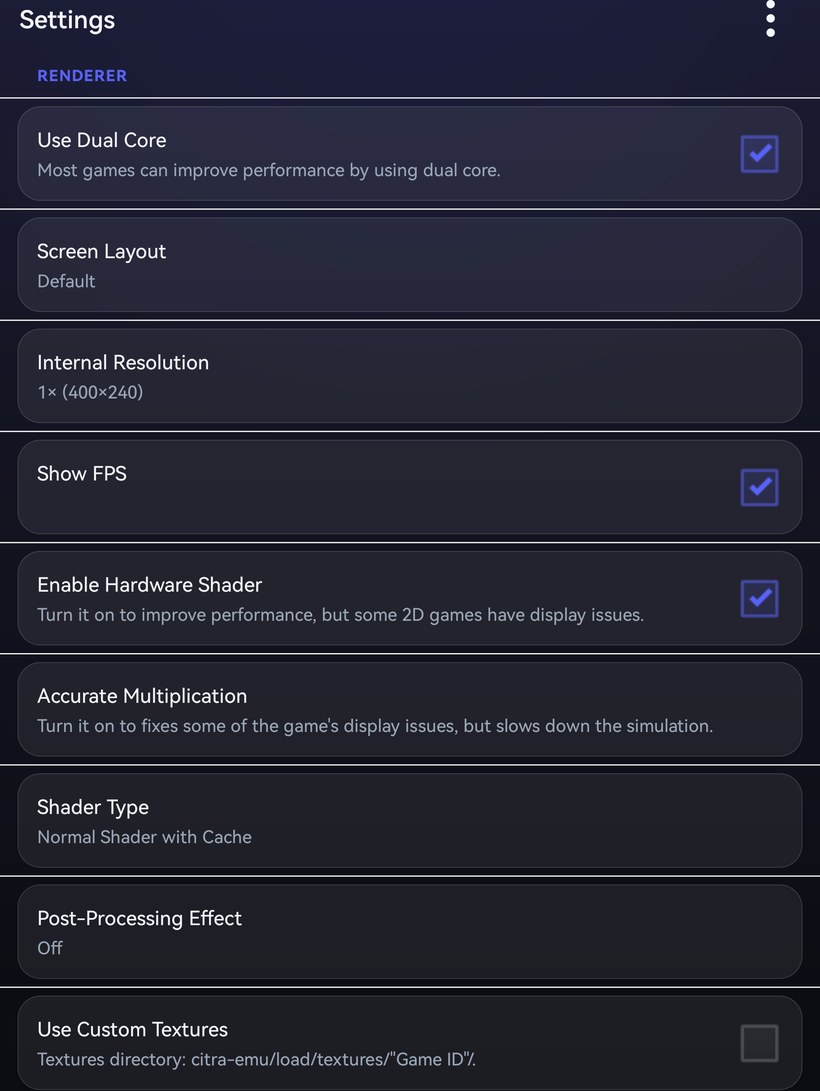 Settings
RENDERER
Use Dual Core
Most games can improve performance by using dual core.
Screen Layout
Default
Internal Resolution
1× (400×240)
Show FPS
Enable Hardware Shader
Turn it on to improve performance, but some 2D games have display issues.
Accurate Multiplication
Turn it on to fixes some of the game's display issues, but slows down the simulation.
Shader Type
Normal Shader with Cache
Post-Processing Effect
Off
Use Custom Textures
Textures directory: citra-emu/load/textures/"Game ID"/.